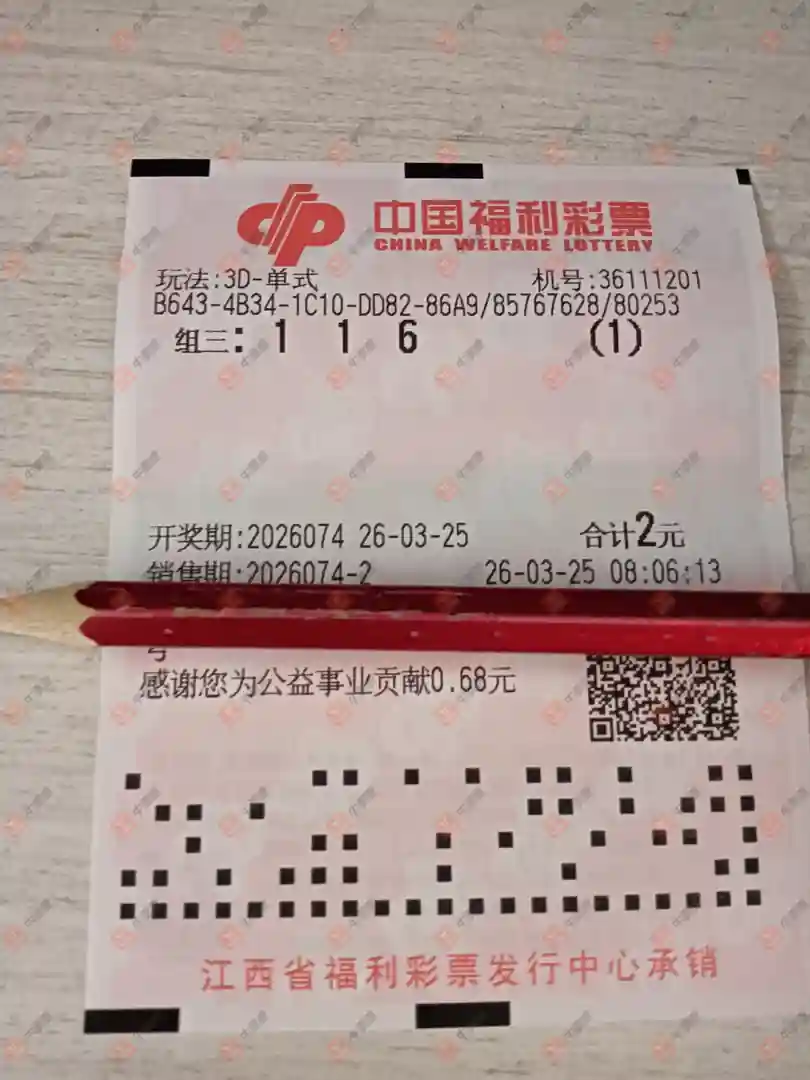 中国福利彩票
CHINA WELFARE LOTTERY
玩法:3D-单式 机号:36111201
B643-4B34-1C10-DD82-86A9/85767628/80253
组三: 1 1 6 (1)
开奖期:2026074 26-03-25 合计2元
销售期:2026074-2 26-03-25 08:06:13
号
感谢您为公益事业贡献0.68元
江西省福利彩票发行中心承销